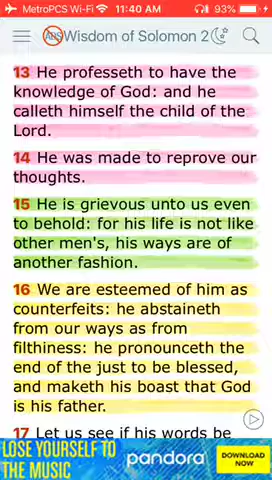 MetroPCS Wi-Fi 11:40 AM 93%
ADS Wisdom of Solomon 2
13 He professeth to have the
knowledge of God: and he
calleth himself the child of the
Lord.
14 He was made to reprove our
thoughts.
15 He is grievous unto us even
to behold: for his life is not like
other men's, his ways are of
another fashion.
16 We are esteemed of him as
counterfeits: he abstaineth
from our ways as from
filthiness: he pronounceth the
end of the just to be blessed,
and maketh his boast that God
is his father.
17 Let us see if his words be
LOSE YOURSELF TO
THE MUSIC
pandora
DOWNLOAD
NOW